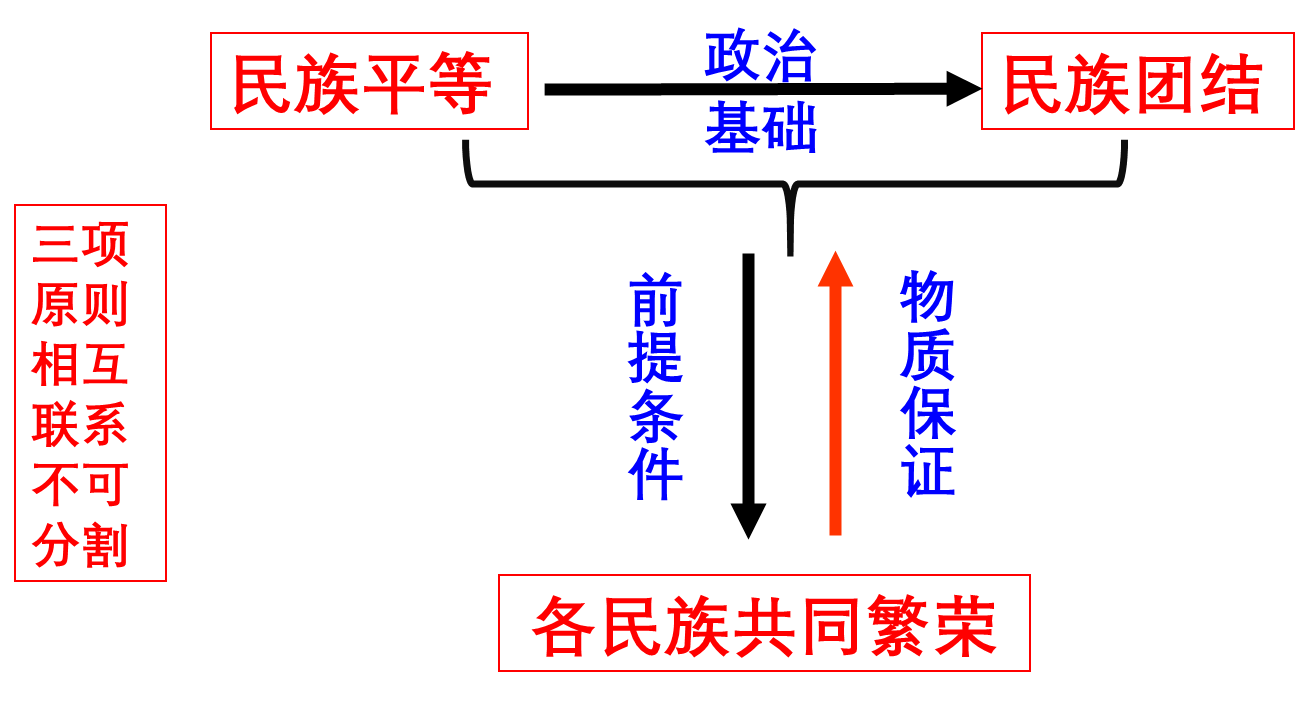 民族平等
政治
基础
民族团结
三项
原则
相互
联系
不可
分割
前提条件
物质保证
各民族共同繁荣